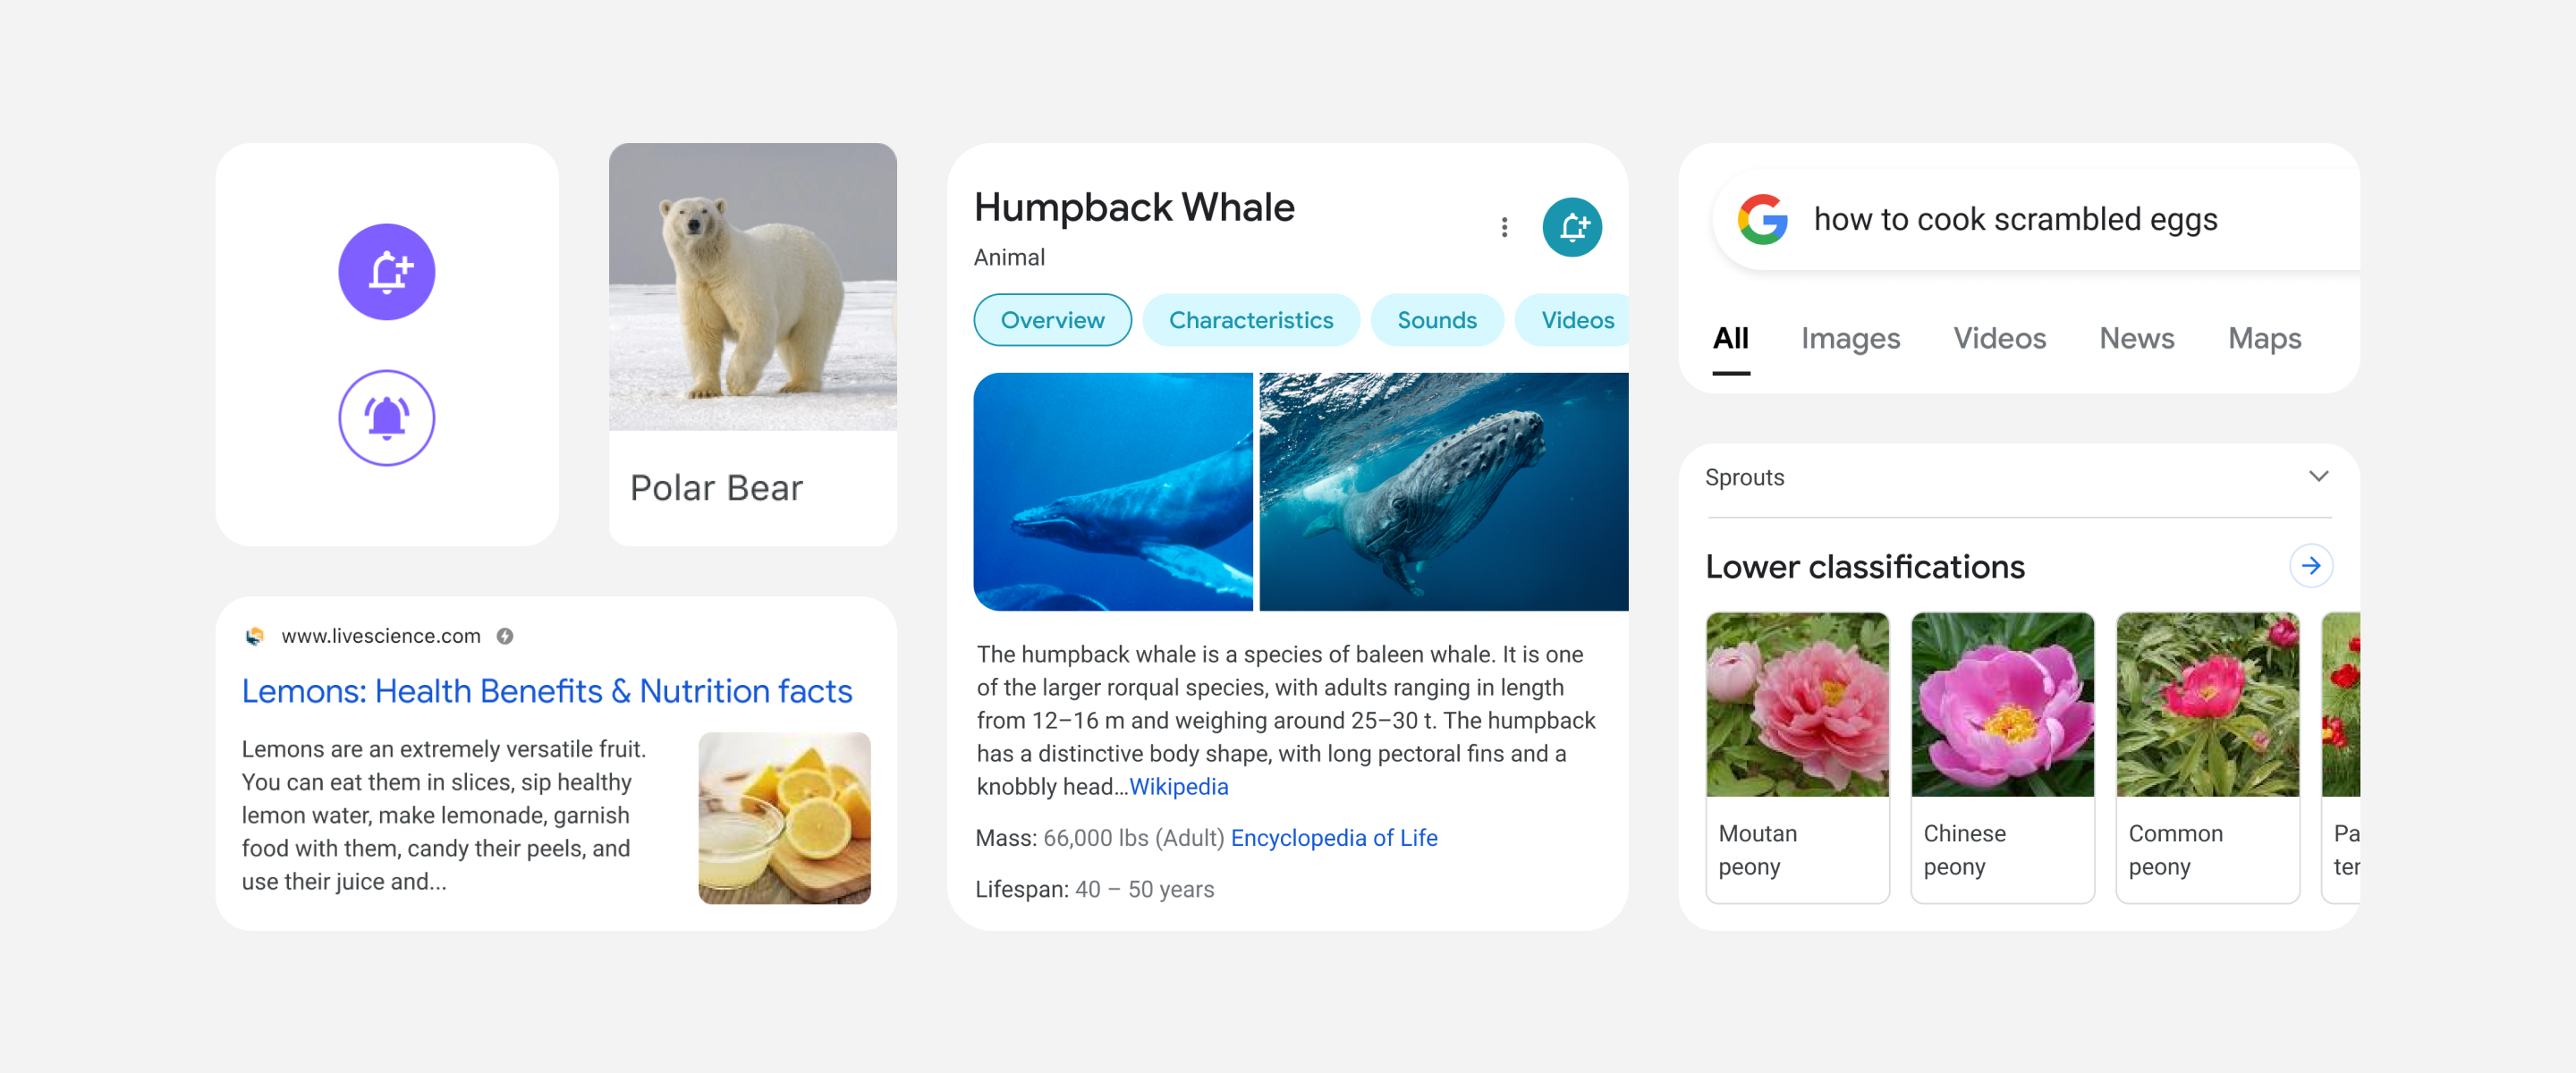 Polar Bear
www.livescience.com
Lemons: Health Benefits & Nutrition facts
Lemons are an extremely versatile fruit.
You can eat them in slices, sip healthy
lemon water, make lemonade, garnish
food with them, candy their peels, and
use their juice and...
Humpback Whale
Animal
Overview
Characteristics
Sounds
Videos
The humpback whale is a species of baleen whale. It is one
of the larger rorqual species, with adults ranging in length
from 12–16 m and weighing around 25–30 t. The humpback
has a distinctive body shape, with long pectoral fins and a
knobbly head...Wikipedia
Mass: 66,000 lbs (Adult) Encyclopedia of Life
Lifespan: 40 – 50 years
how to cook scrambled eggs
All
Images
Videos
News
Maps
Sprouts
Lower classifications
Moutan
peony
Chinese
peony
Common
peony
Pa
ter